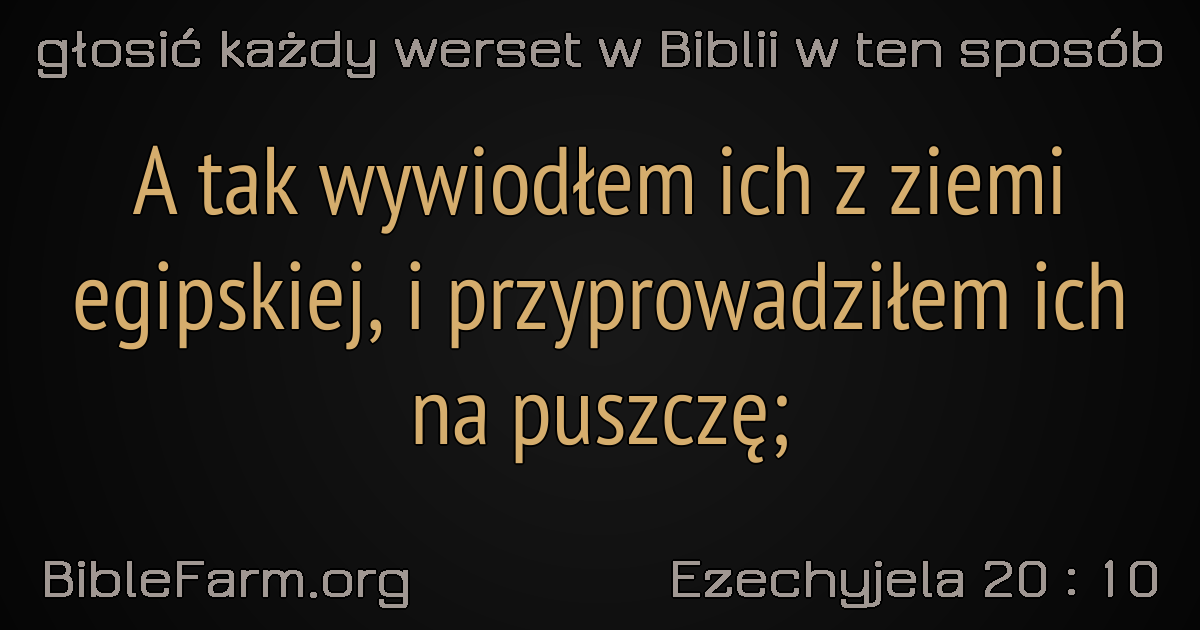 głosić każdy werset w Biblii w ten sposób
A tak wywiodłem ich z ziemi
egipskiej, i przyprowadziłem ich
na puszczę;
BibleFarm.org
Ezechyjela 20 : 10